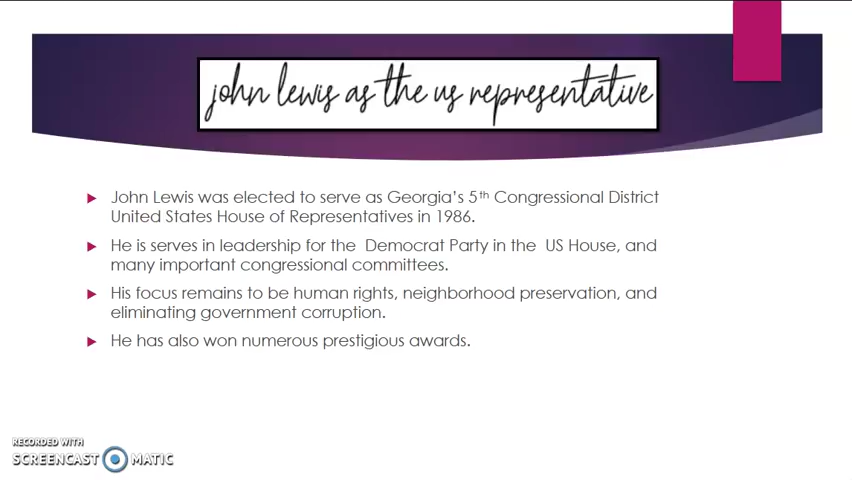 john lewis as the us representative
John Lewis was elected to serve as Georgia's 5th Congressional District
United States House of Representatives in 1986.
He is serves in leadership for the  Democrat Party in the  US House, and
many important congressional committees.
His focus remains to be human rights, neighborhood preservation, and
eliminating government corruption.
He has also won numerous prestigious awards.
RECORDED WITH
SCREENCAST MATIC